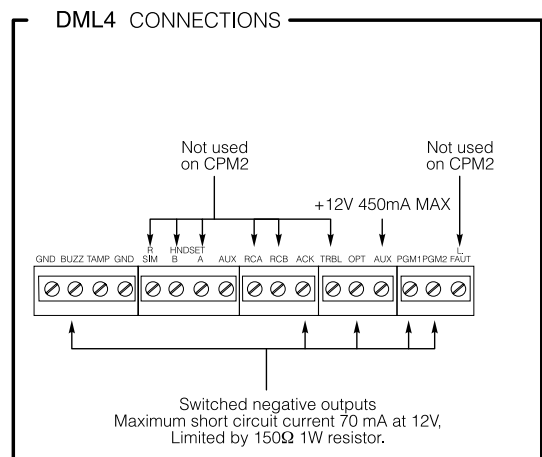 DML4 CONNECTIONS
Not used
on CPM2
Not used
on CPM2
+12V 450mA MAX
R HNDSET L
GND BUZZ TAMP GND SIM B A AUX RCA RCB ACK TRBL OPT AUX PGM1 PGM2 FAUT
Switched negative outputs
Maximum short circuit current 70 mA at 12V,
Limited by 150Ω 1W resistor.